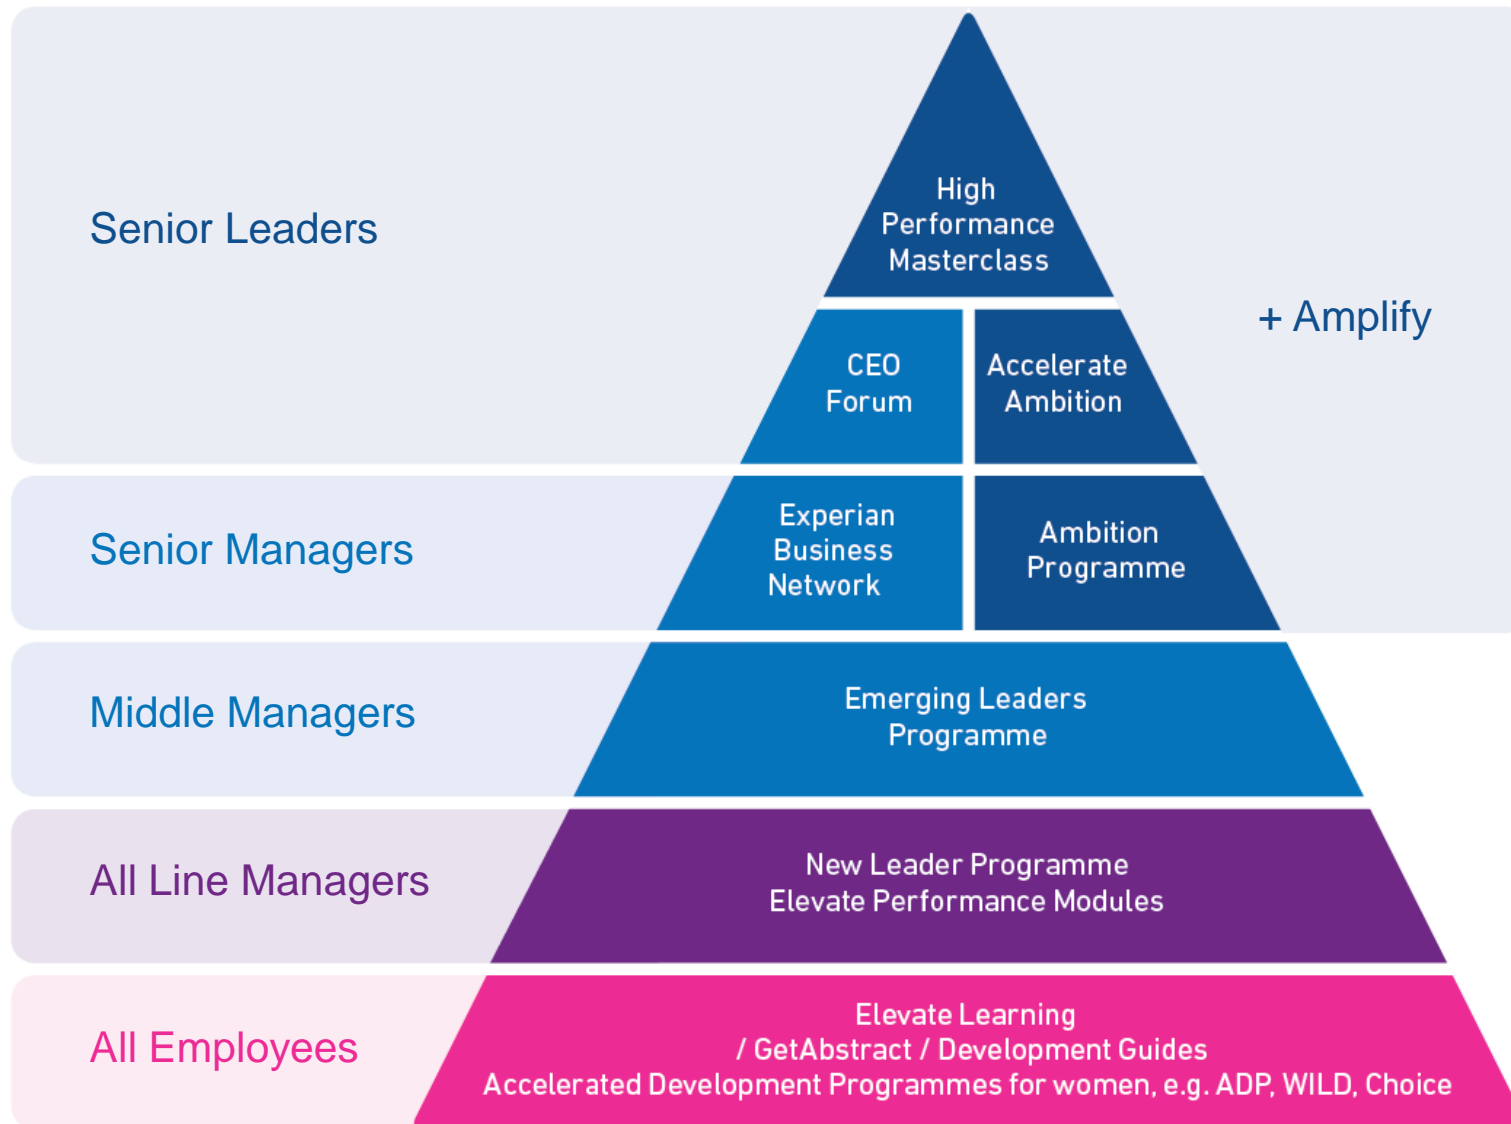 Senior Leaders
High
Performance
Masterclass
+ Amplify
CEO
Forum
Accelerate
Ambition
Senior Managers
Experian
Business
Network
Ambition
Programme
Middle Managers
Emerging Leaders
Programme
All Line Managers
New Leader Programme
Elevate Performance Modules
All Employees
Elevate Learning
/ GetAbstract / Development Guides
Accelerated Development Programmes for women, e.g. ADP, WILD, Choice